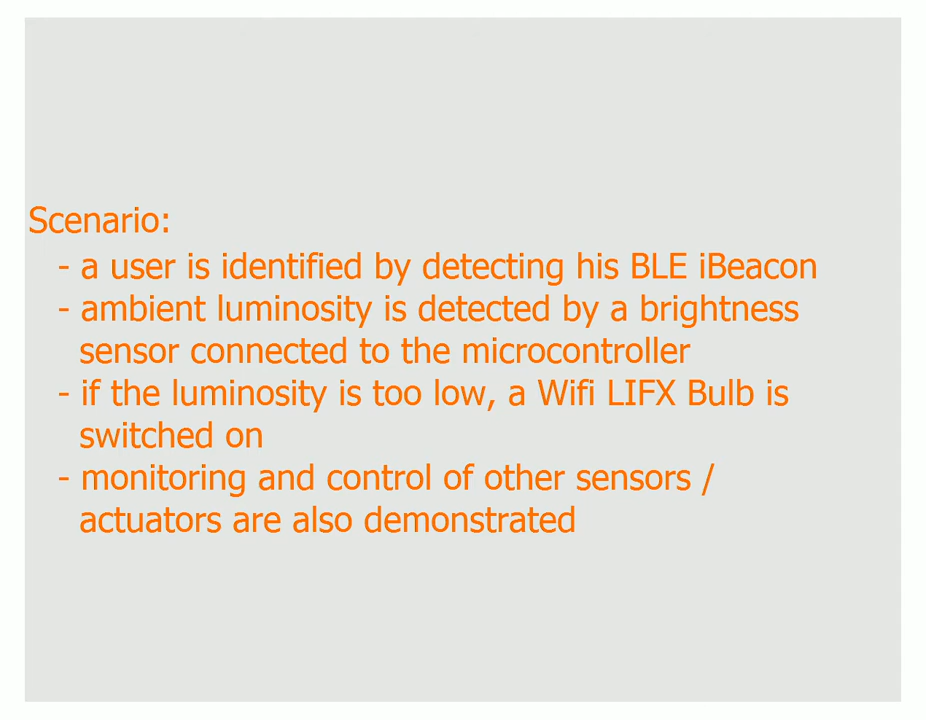 Scenario:
- a user is identified by detecting his BLE iBeacon
- ambient luminosity is detected by a brightness
sensor connected to the microcontroller
- if the luminosity is too low, a Wifi LIFX Bulb is
switched on
- monitoring and control of other sensors /
actuators are also demonstrated